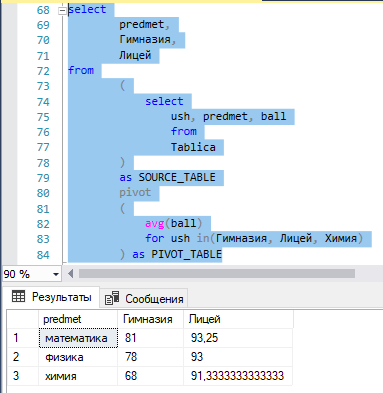 68 select
69 predmet,
70 Гимназия,
71 Лицей
72 from
73 (
74 select
75 ush, predmet, ball
76 from
77 Tablica
78 )
79 as SOURCE_TABLE
80 pivot
81 (
82 avg(ball)
83 for ush in(Гимназия, Лицей, Химия)
84 ) as PIVOT_TABLE
90 %
Результаты Сообщения
predmet Гимназия Лицей
1 математика 81 93,25
2 физика 78 93
3 химия 68 91,3333333333333